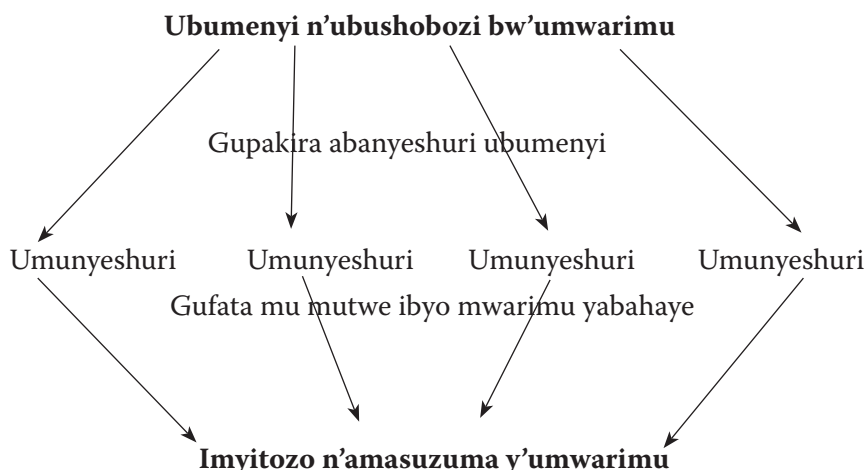 Ubumenyi n’ubushobozi bw’umwarimu
Gupakira abanyeshuri ubumenyi
Umunyeshuri Umunyeshuri Umunyeshuri Umunyeshuri
Gufata mu mutwe ibyo mwarimu yabahaye
Imyitozo n’amasuzuma y’umwarimu